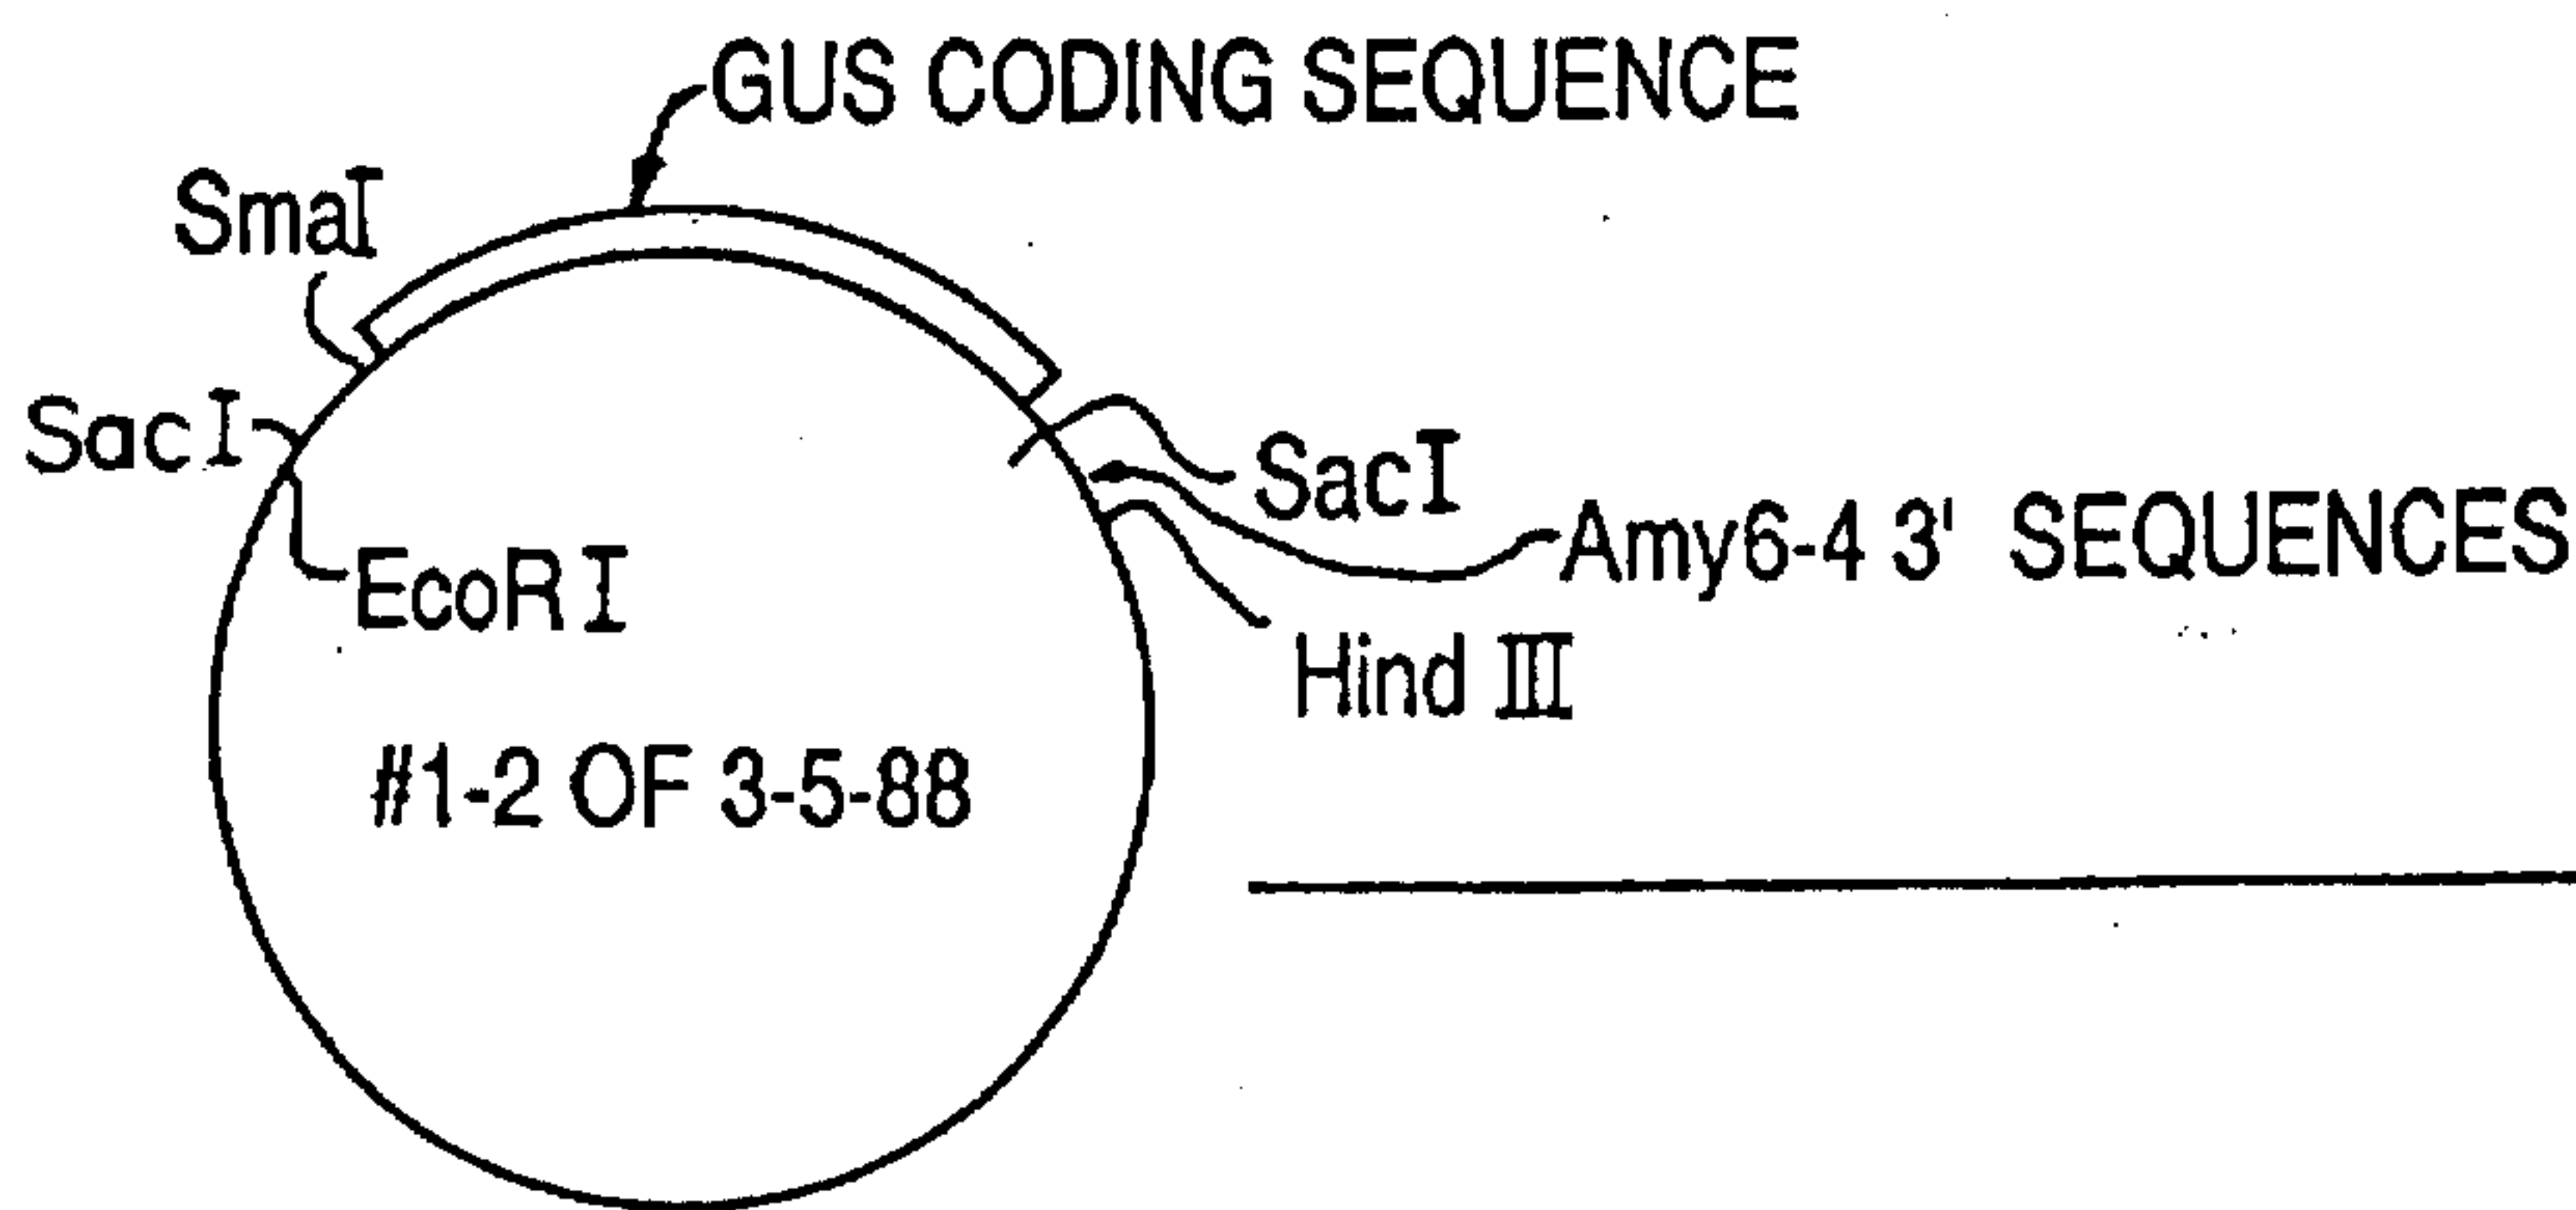 GUS CODING SEQUENCE
SmaI
SacI
SacI
Amy6-4 3' SEQUENCES
EcoRI
Hind III
#1-2 OF 3-5-88